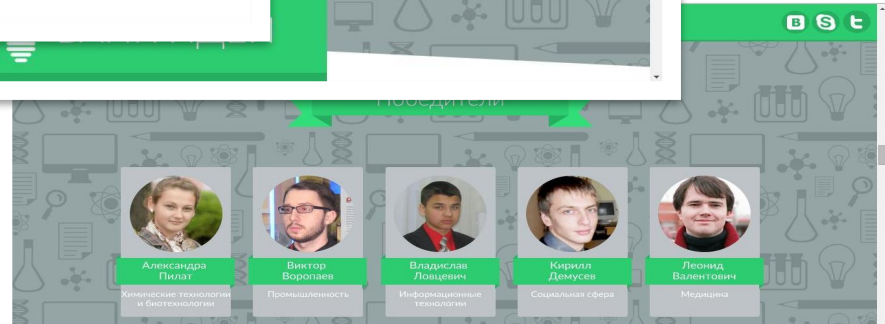 Победители
Александра
Пилат
Химические технологии
и биотехнологии
Виктор
Воропаев
Промышленность
Владислав
Ловцевич
Информационные
технологии
Кирилл
Демусев
Социальная сфера
Леонид
Валентович
Медицина